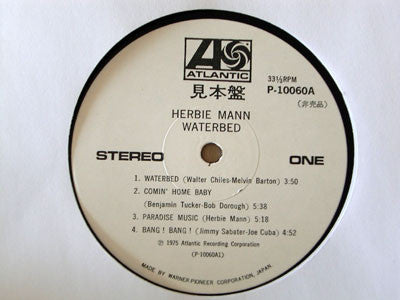 ATLANTIC
33⅓RPM
P-10060A
見本盤
(非売品)
HERBIE MANN
WATERBED
STEREO
ONE
1. WATERBED (Walter Chiles-Melvin Barton) 3:50
2. COMIN' HOME BABY
(Benjamin Tucker-Bob Dorough) 5:38
3. PARADISE MUSIC (Herbie Mann) 5:18
4. BANG! BANG! (Jimmy Sabater-Joe Cuba) 4:52
Ⓟ 1975 Atlantic Recording Corporation
(P-10060A1)
MADE BY WARNER-PIONEER CORPORATION, JAPAN